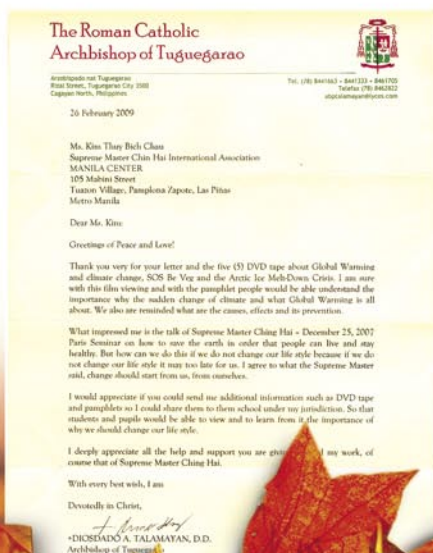 The Roman Catholic
Archbishop of Tuguegarao
Arzobispado nat Tuguegarao
Rizal Street, Tuguegarao City 3500
Cagayan North, Philippines
Tel. (78) 8441663 • 8441253 • 8461703
Telefax (78) 8462822
26 February 2009
Ms. Kim Thuy Bich Chau
Supreme Master Chin Hai International Association
MANILA CENTER
105 Mabini Street
Tuazon Village, Pamplona Zapote, Las Piñas
Metro Manila
Dear Ms. Kim:
Greetings of Peace and Love!
Thank you very for your letter and the five (5) DVD tape about Global Warming
and climate change, SOS Be Veg and the Arctic Ice Melt-Down Crisis. I am sure
with this film viewing and with the pamphlet people would be able understand the
importance why the sudden change of climate and what Global Warming is all
about. We also are reminded what are the causes, effects and its prevention.
What impressed me is the talk of Supreme Master Ching Hai – December 25, 2007
Paris Seminar on how to save the earth in order that people can live and stay
healthy. But how can we do this if we do not change our life style because if we do
not change our life style it may too late for us. I agree to what the Supreme Master
said, change should start from us, from ourselves.
I would appreciate if you could send me additional information such as DVD tape
and pamphlets so I could share them to them school under my jurisdiction. So that
students and pupils would be able to view and to learn from it the importance of
why we should change our life style.
I deeply appreciate all the help and support you are my work, of
course that of Supreme Master Ching Hai.
With every best wish, I am
Devotedly in Christ,
+DIOSDADO A. TALAMAYAN, D.D.
Archbishop of